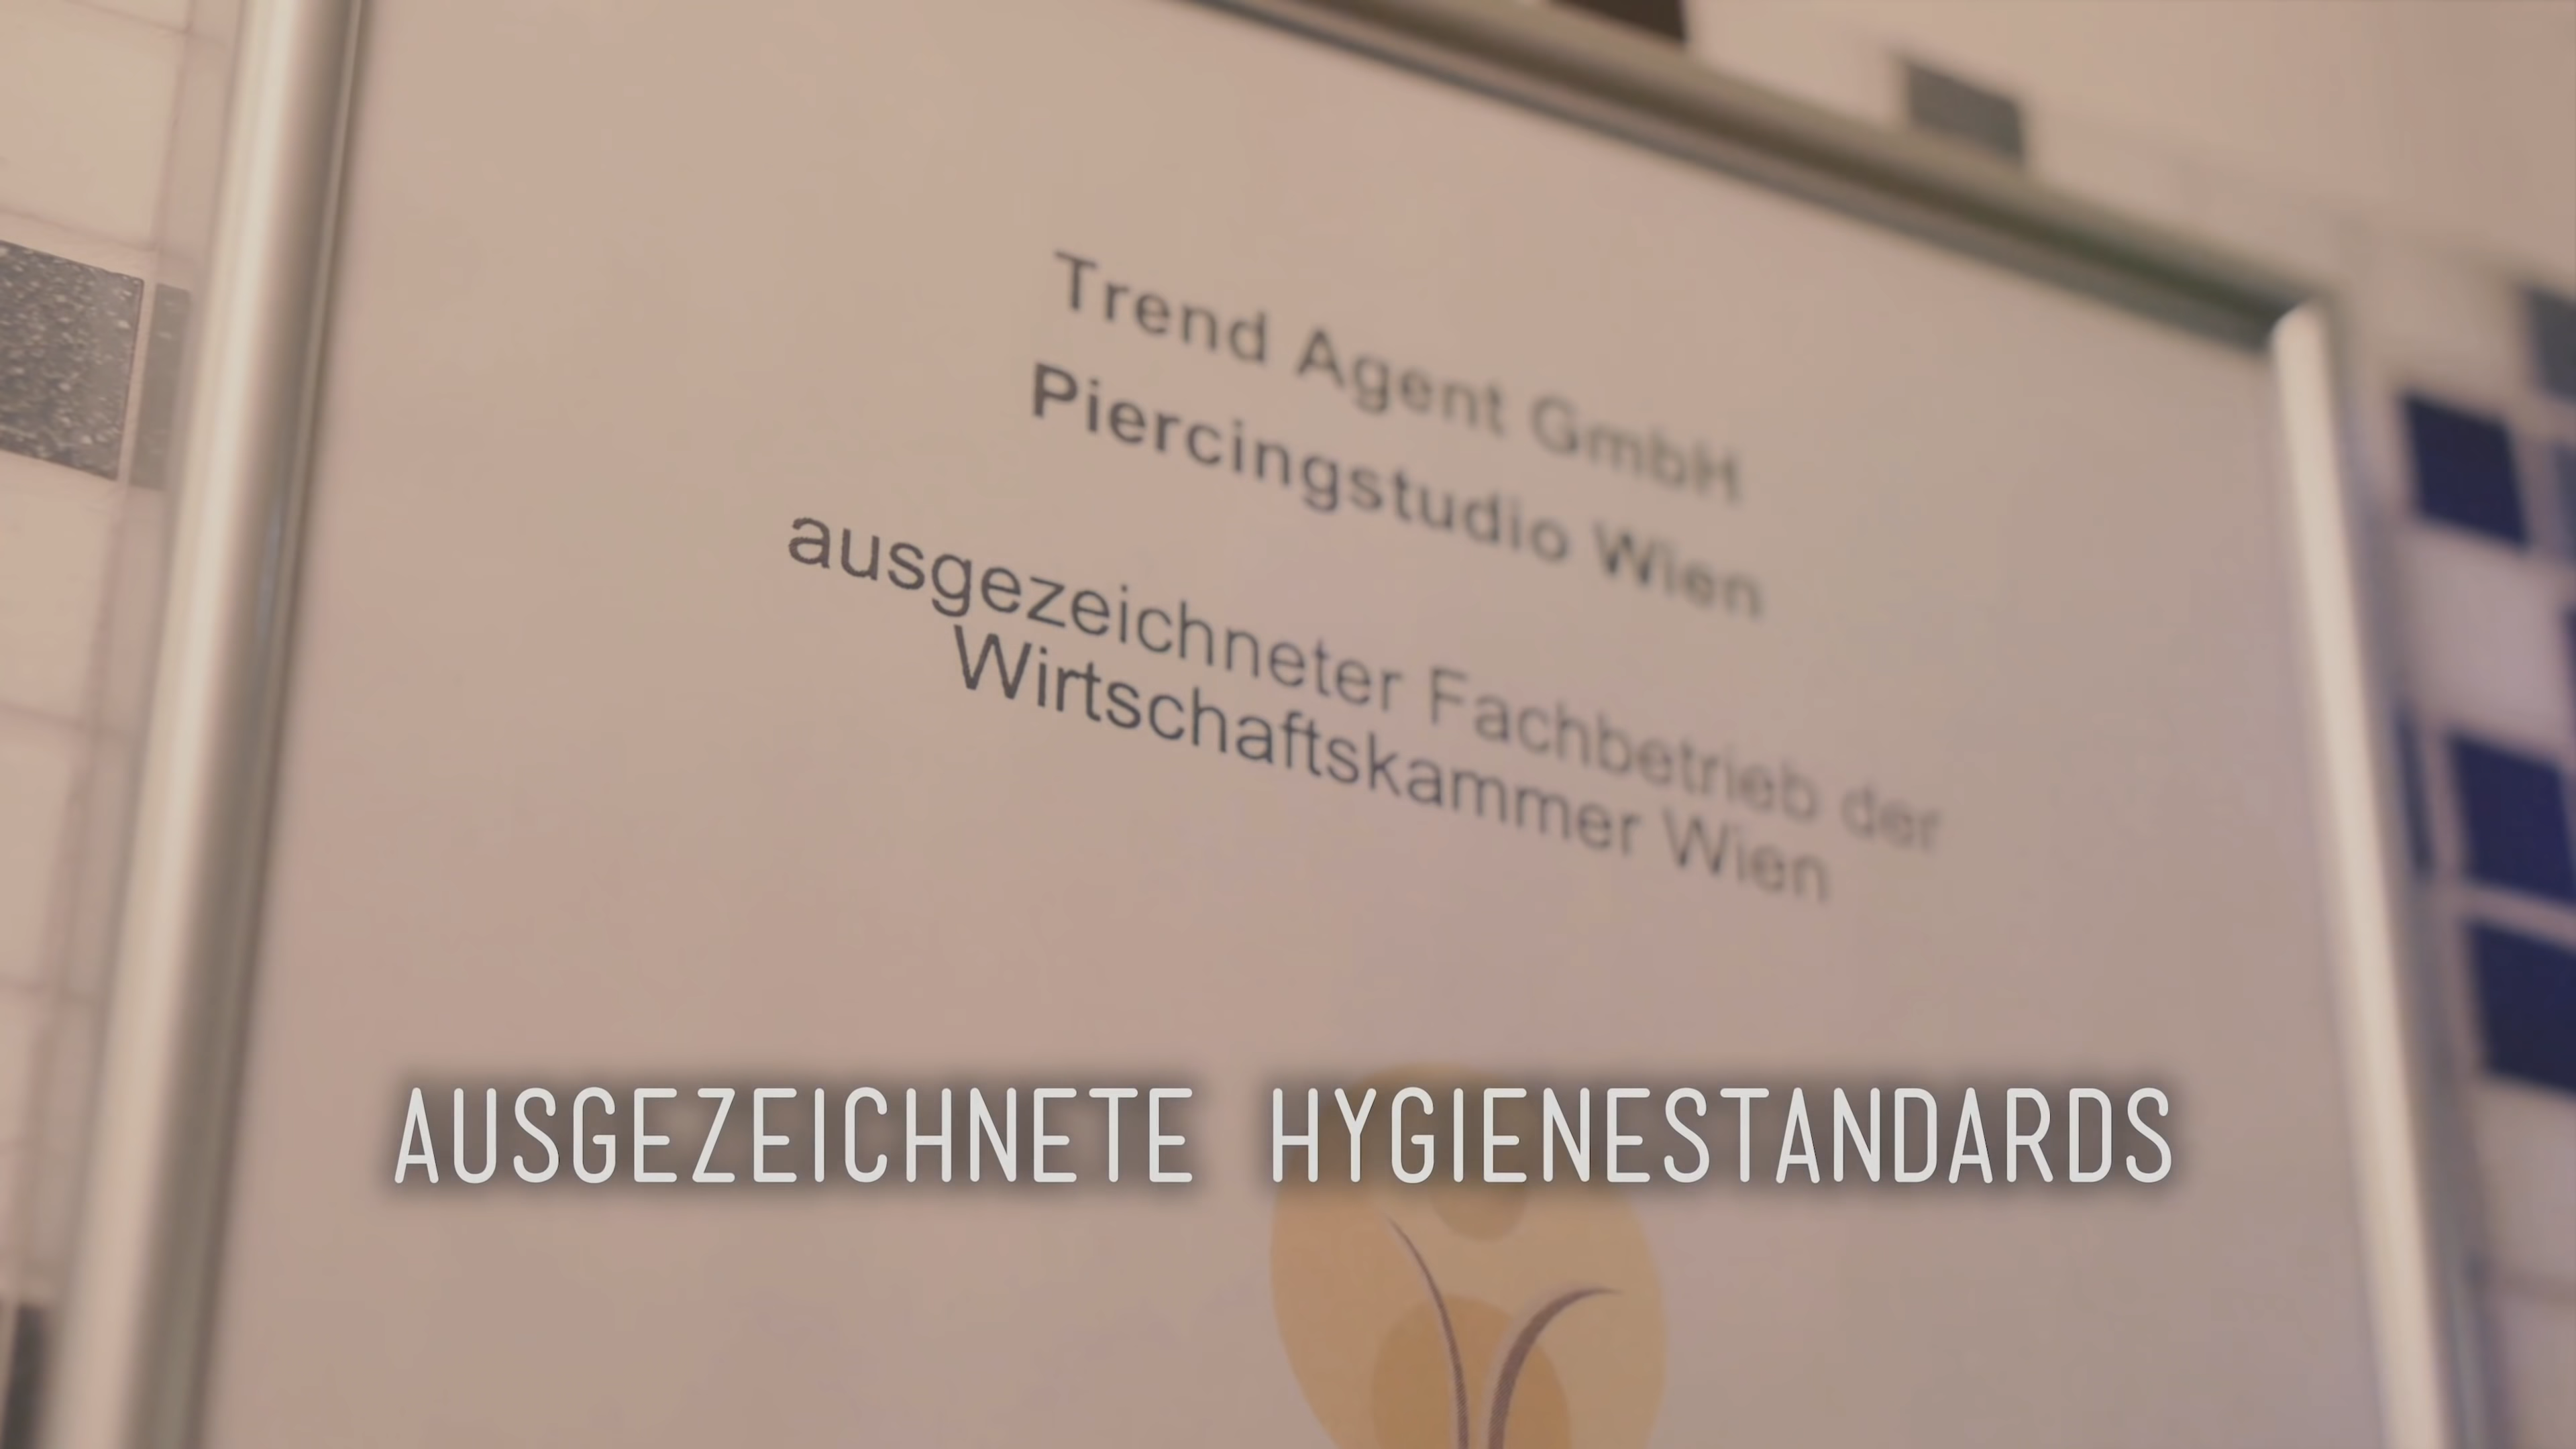 Trend Agent GmbH
Piercingstudio Wien
ausgezeichneter Fachbetrieb der
Wirtschaftskammer Wien
AUSGEZEICHNETE HYGIENESTANDARDS